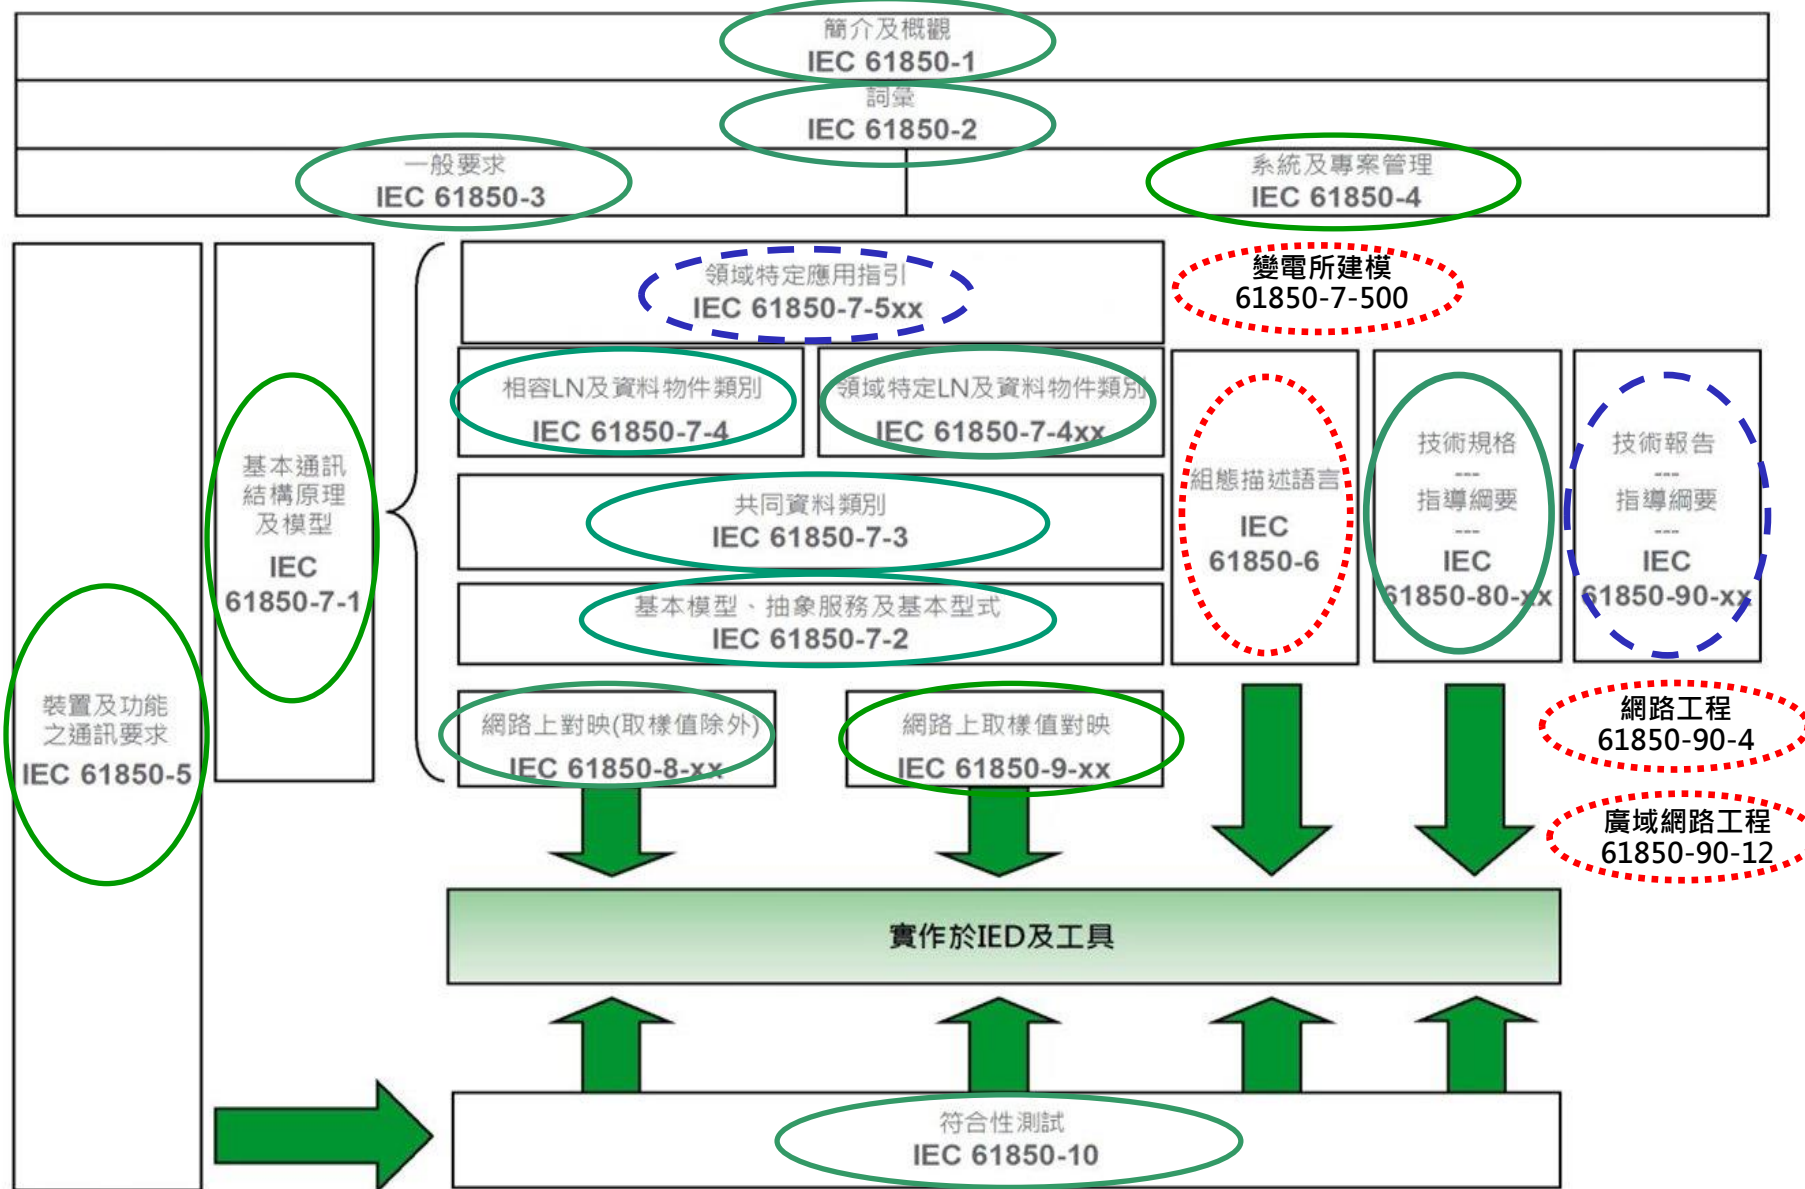 簡介及概觀
IEC 61850-1
詞彙
IEC 61850-2
一般要求
IEC 61850-3
系統及專案管理
IEC 61850-4
裝置及功能
之通訊要求
IEC 61850-5
基本通訊
結構原理
及模型
IEC
61850-7-1
領域特定應用指引
IEC 61850-7-5xx
變電所建模
61850-7-500
相容LN及資料物件類別
IEC 61850-7-4
領域特定LN及資料物件類別
IEC 61850-7-4xx
共同資料類別
IEC 61850-7-3
基本模型、抽象服務及基本型式
IEC 61850-7-2
網路上對映(取樣值除外)
IEC 61850-8-xx
網路上取樣值對映
IEC 61850-9-xx
組態描述語言
IEC
61850-6
技術規格
---
指導綱要
---
IEC
61850-80-xx
技術報告
---
指導綱要
---
IEC
61850-90-xx
網路工程
61850-90-4
廣域網路工程
61850-90-12
實作於IED及工具
符合性測試
IEC 61850-10